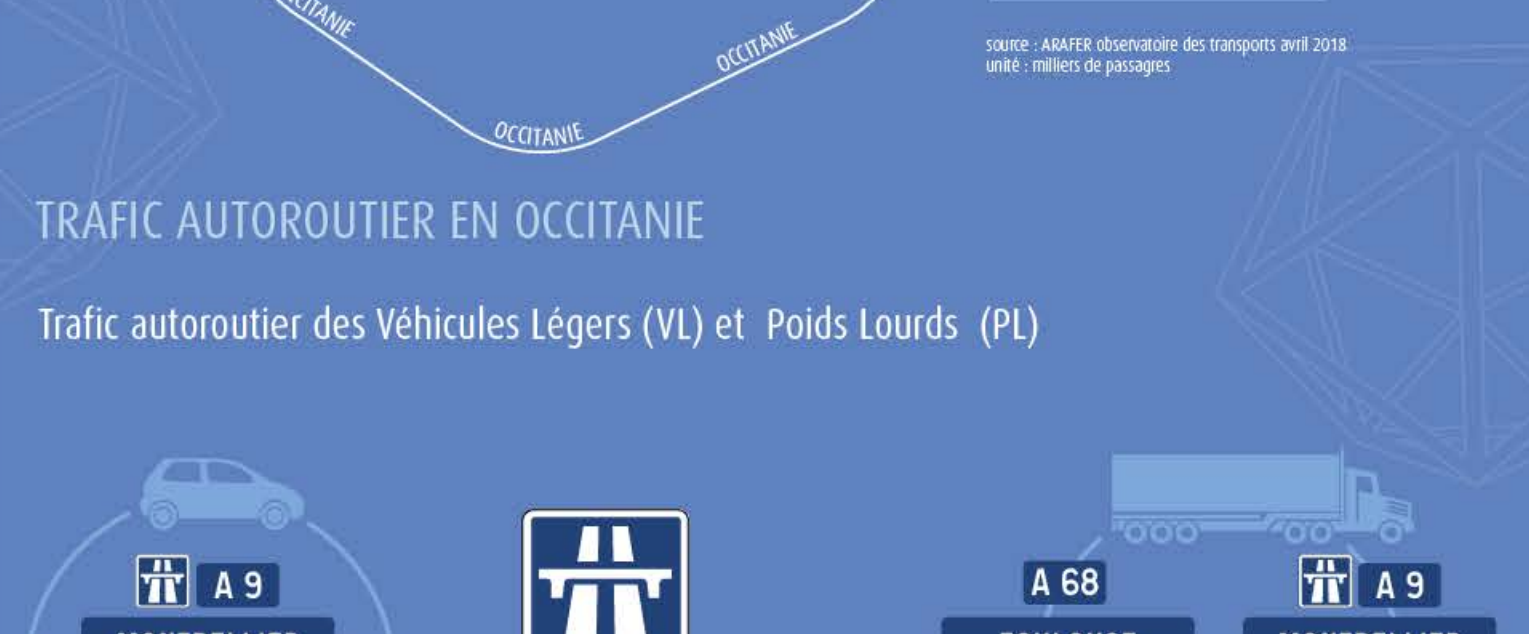 OCCITANIE
OCCITANIE
source : ARAFER observatoire des transports avril 2018
unité : milliers de passagres
TRAFIC AUTOROUTIER EN OCCITANIE
Trafic autoroutier des Véhicules Légers (VL) et Poids Lourds (PL)
A 9
A 68
A 9